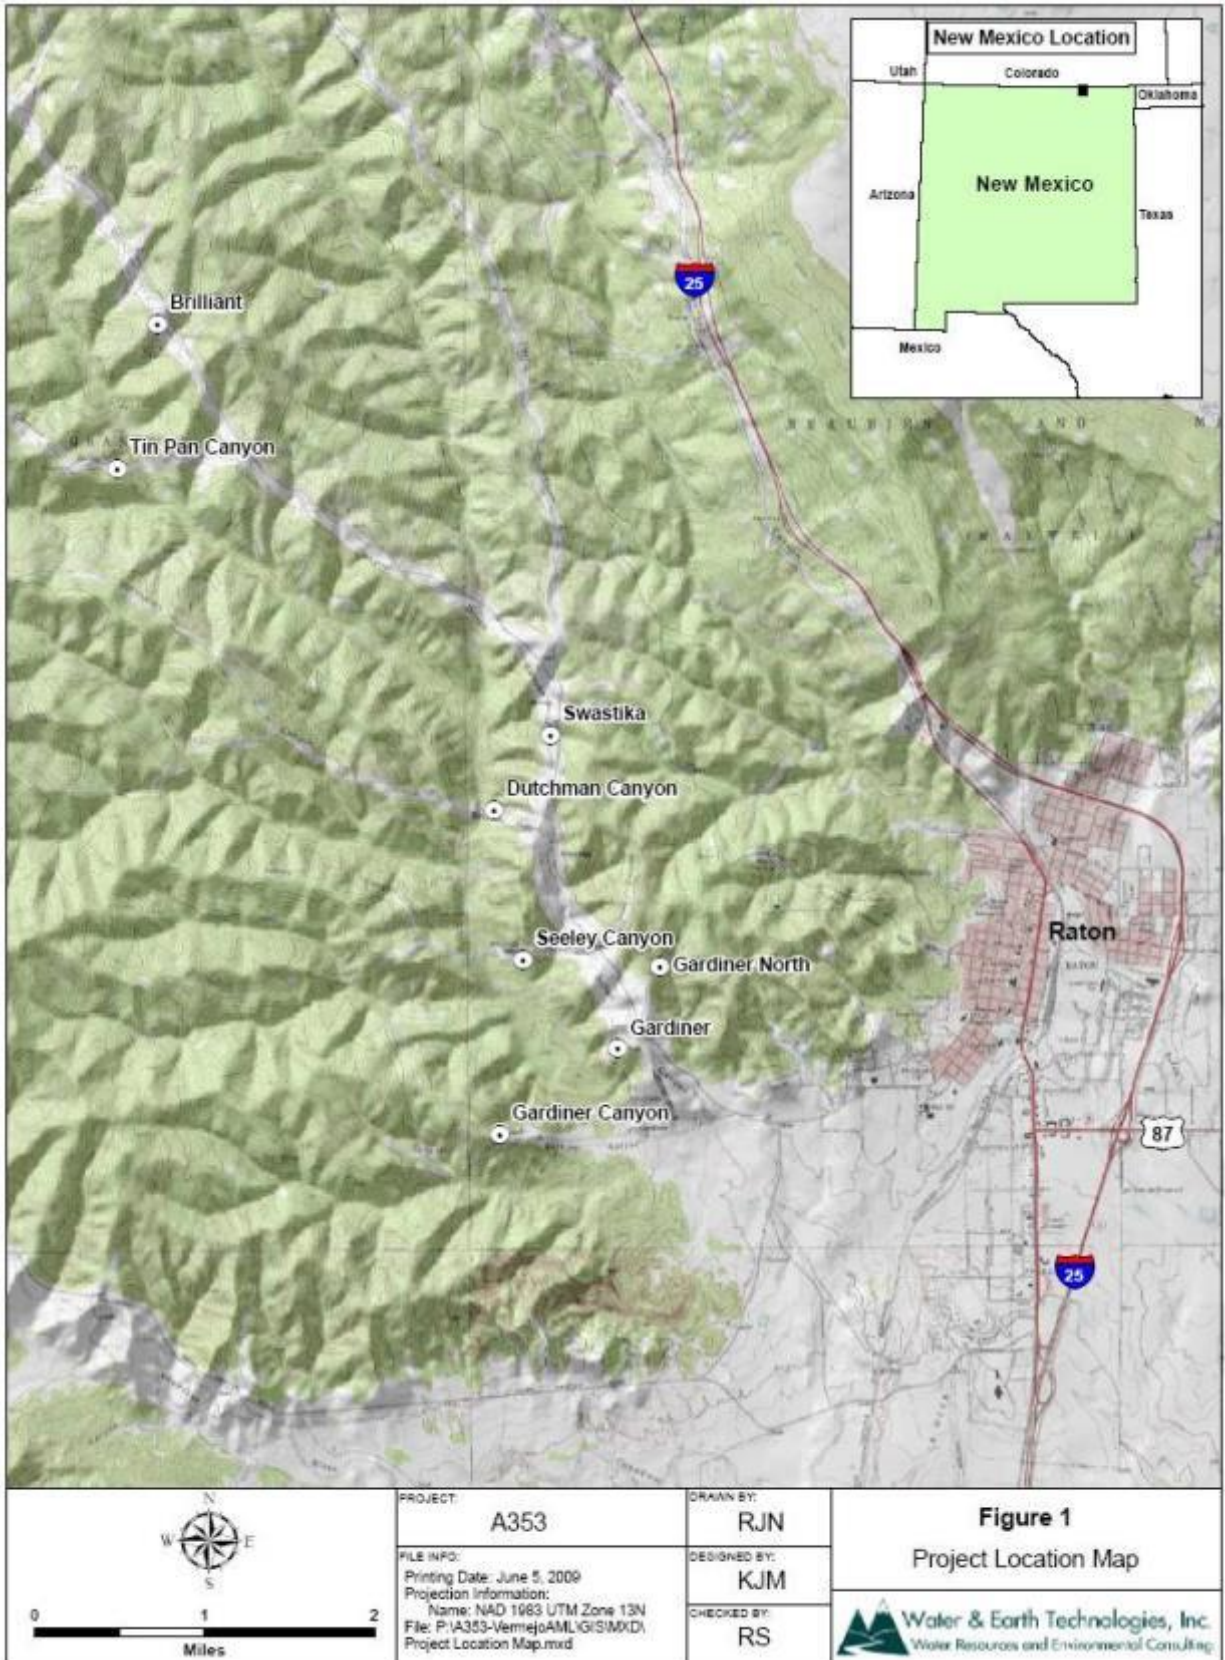 New Mexico Location
Utah
Colorado
Oklahoma
Arizona
New Mexico
Texas
Mexico
25
Brilliant
Tin Pan Canyon
Swastika
Dutchman Canyon
Seeley Canyon
Gardiner North
Gardiner
Gardiner Canyon
Raton
87
25
N
W E
S
0 1 2
Miles
PROJECT:
A353
FILE INFO:
Printing Date: June 5, 2009
Projection Information:
Name: NAD 1983 UTM Zone 13N
File: P:\A353-VermejoAML\GIS\MXD\
Project Location Map.mxd
DRAWN BY:
RJN
DESIGNED BY:
KJM
CHECKED BY:
RS
Figure 1
Project Location Map
Water & Earth Technologies, Inc.
Water Resources and Environmental Consulting